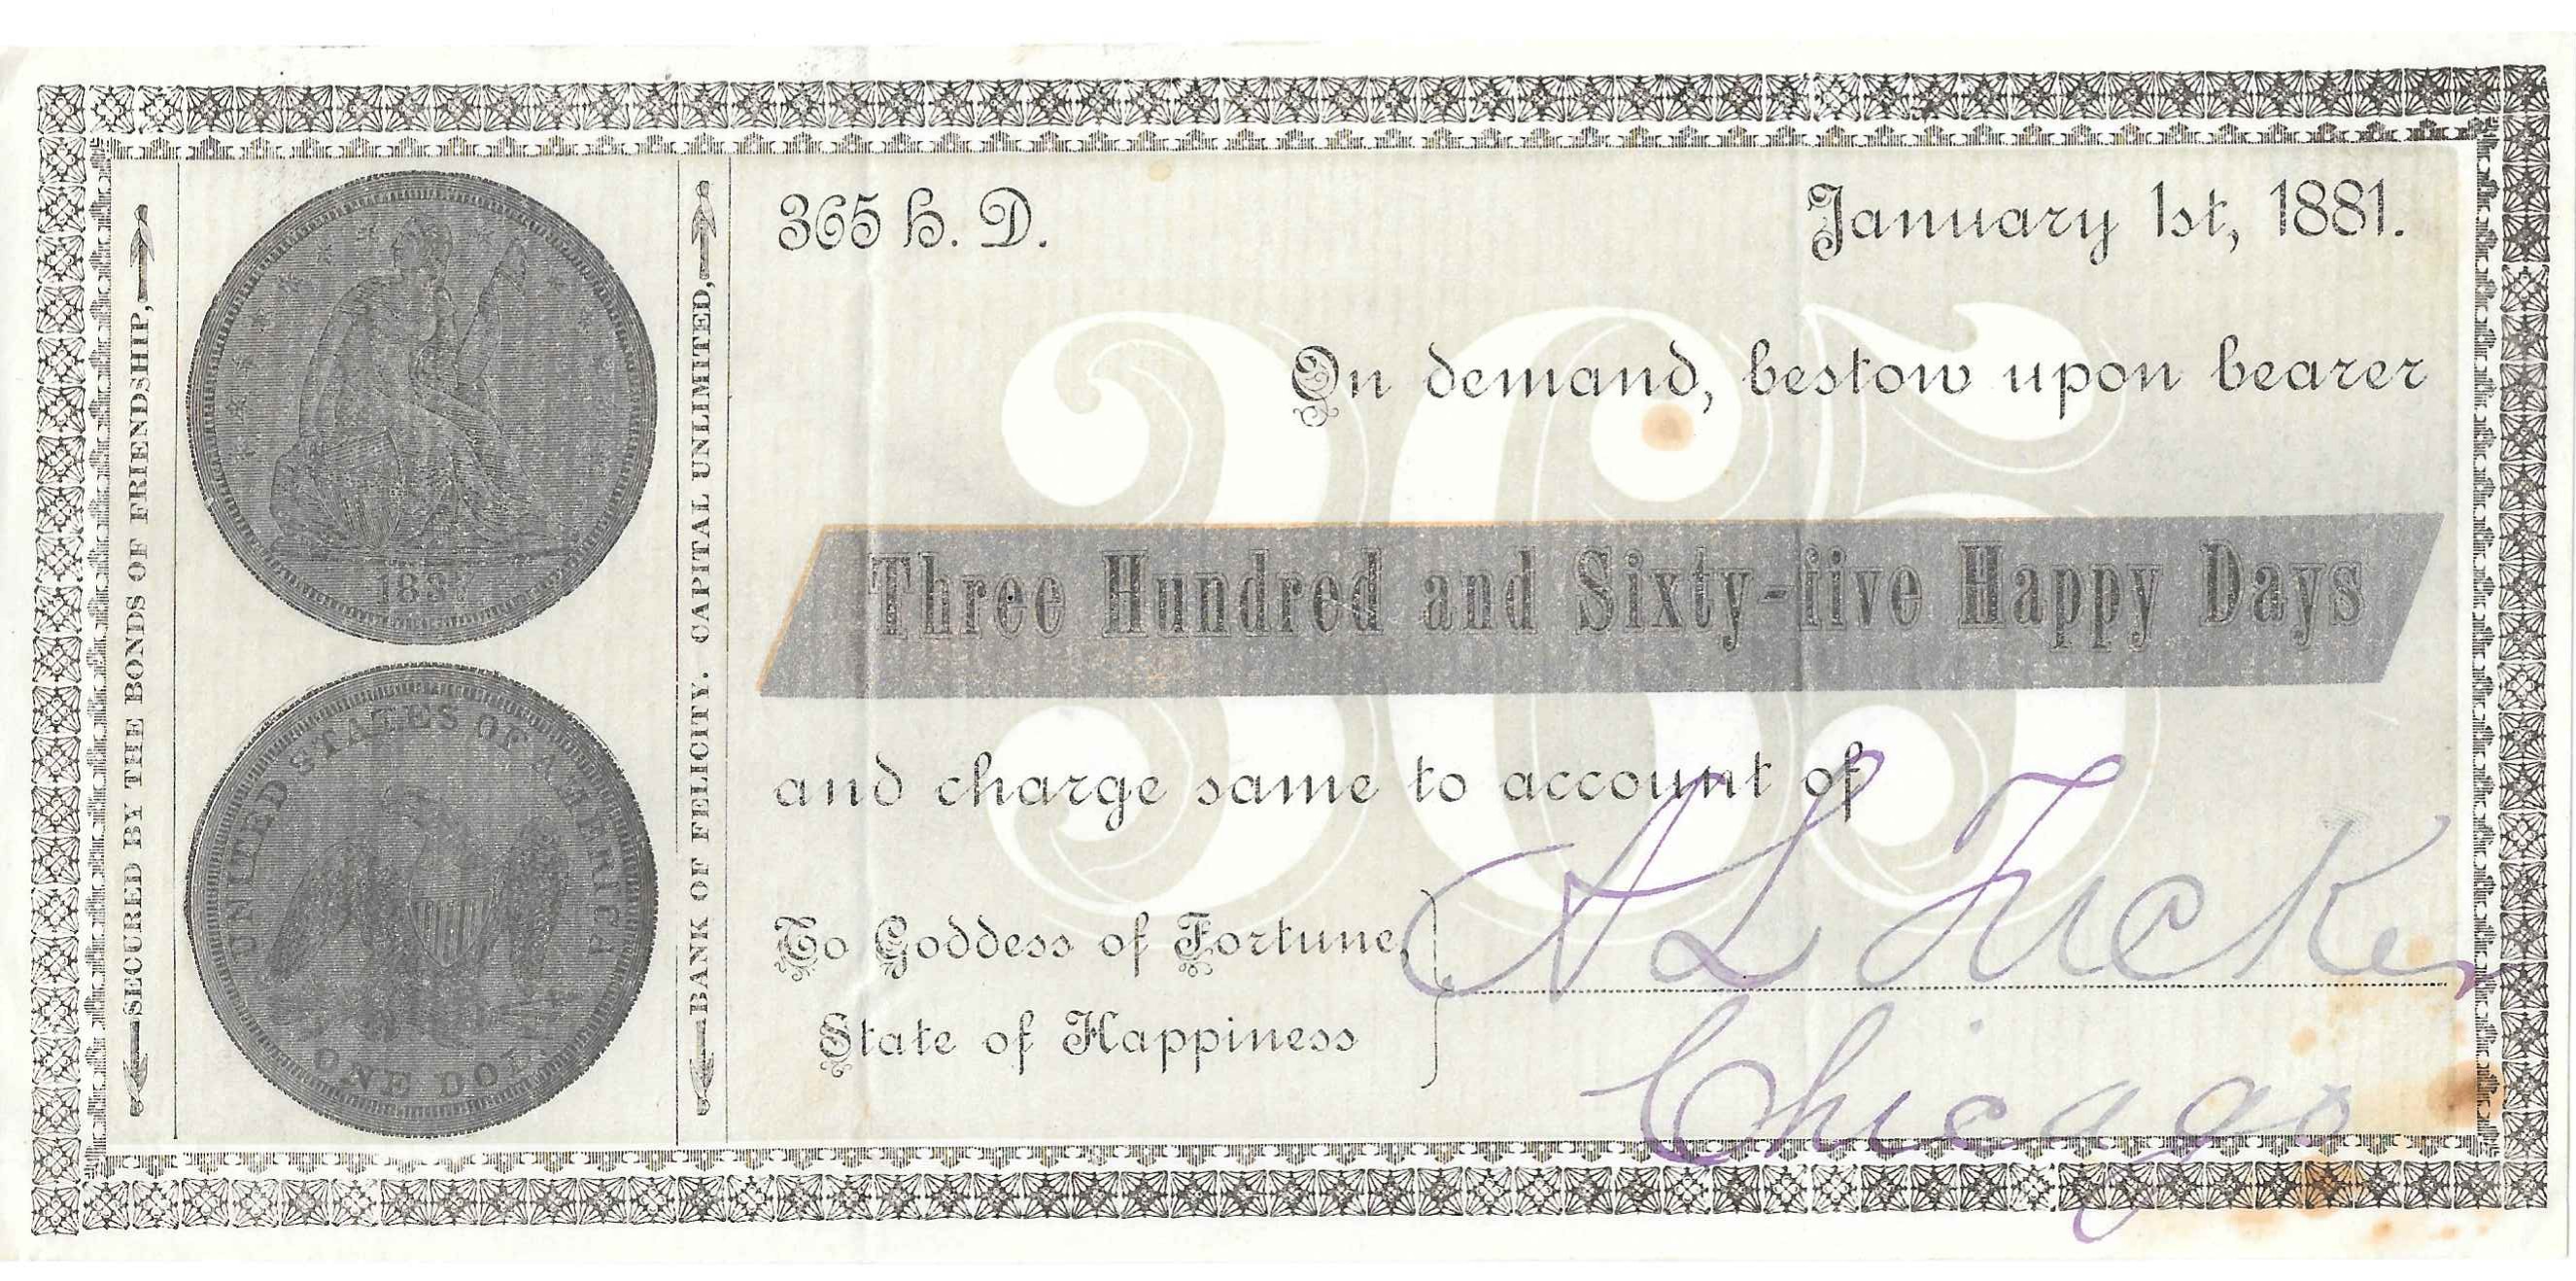 SECURED BY THE BONDS OF FRIENDSHIP,
UNITED STATES OF AMERICA
BANK OF FELICITY. CAPITAL UNLIMITED,
365 H. D.
January 1st, 1881.
365
On demand, bestow upon bearer
Three Hundred and Sixty-five Happy Days
and charge same to account of
A L Tucker
To Goddess of Fortune,
State of Happiness
Chicago
ONE DOL